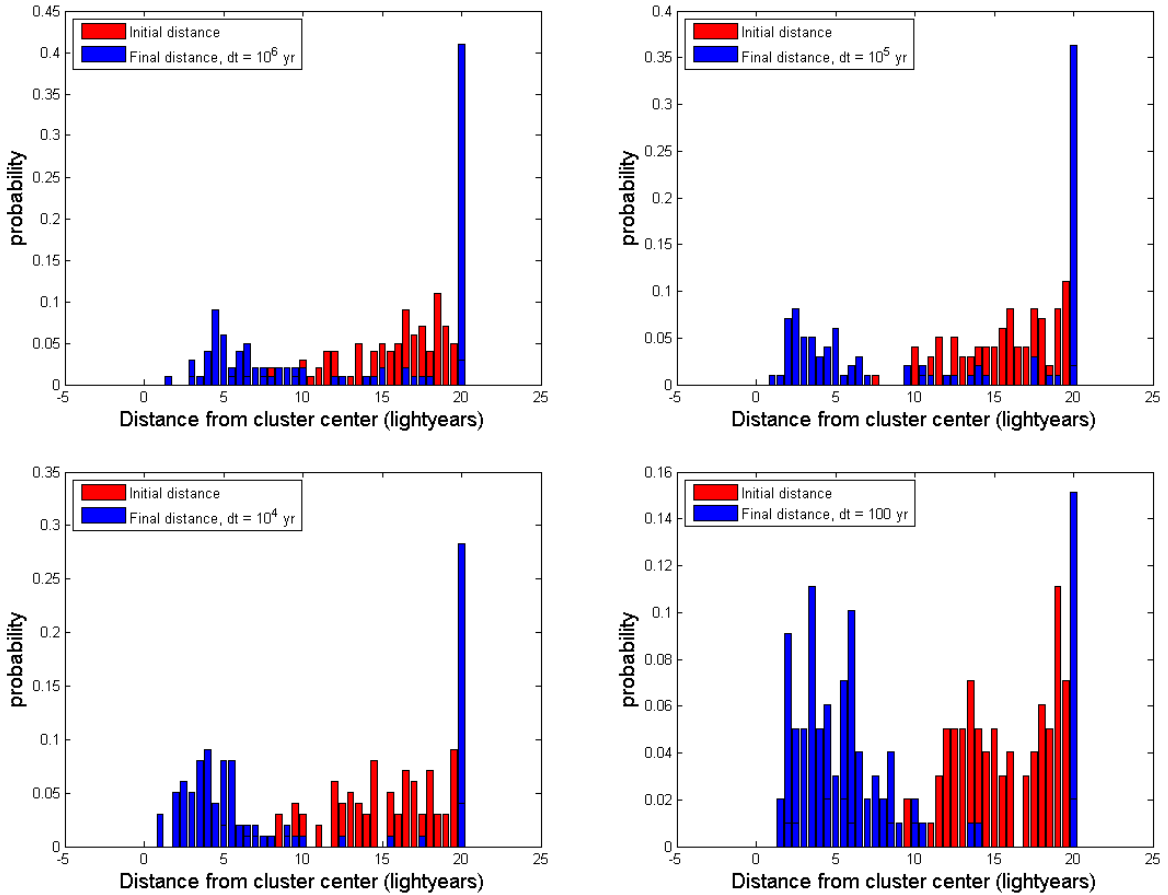 0.45
0.4
0.35
0.3
0.25
0.2
0.15
0.1
0.05
0
probability
Initial distance
Final distance, dt = 10⁶ yr
-5 0 5 10 15 20 25
Distance from cluster center (lightyears)
0.4
0.35
0.3
0.25
0.2
0.15
0.1
0.05
0
probability
Initial distance
Final distance, dt = 10⁵ yr
-5 0 5 10 15 20 25
Distance from cluster center (lightyears)
0.35
0.3
0.25
0.2
0.15
0.1
0.05
0
probability
Initial distance
Final distance, dt = 10⁴ yr
-5 0 5 10 15 20 25
Distance from cluster center (lightyears)
0.16
0.14
0.12
0.1
0.08
0.06
0.04
0.02
0
probability
Initial distance
Final distance, dt = 100 yr
-5 0 5 10 15 20 25
Distance from cluster center (lightyears)